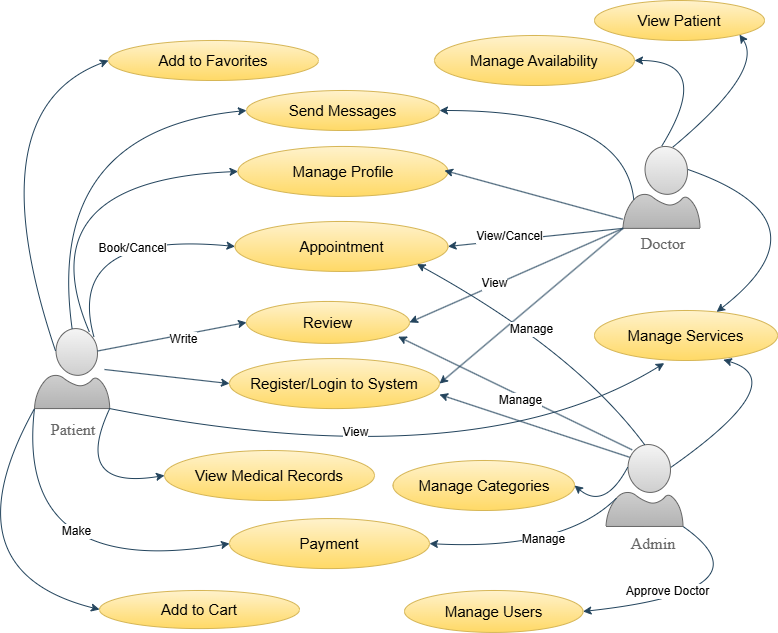 View Patient
Add to Favorites
Manage Availability
Send Messages
Manage Profile
Book/Cancel
Appointment
View/Cancel
Doctor
View
Review
Manage
Write
Manage Services
Register/Login to System
Manage
Patient
View
View Medical Records
Manage Categories
Make
Payment
Manage
Admin
Approve Doctor
Add to Cart
Manage Users